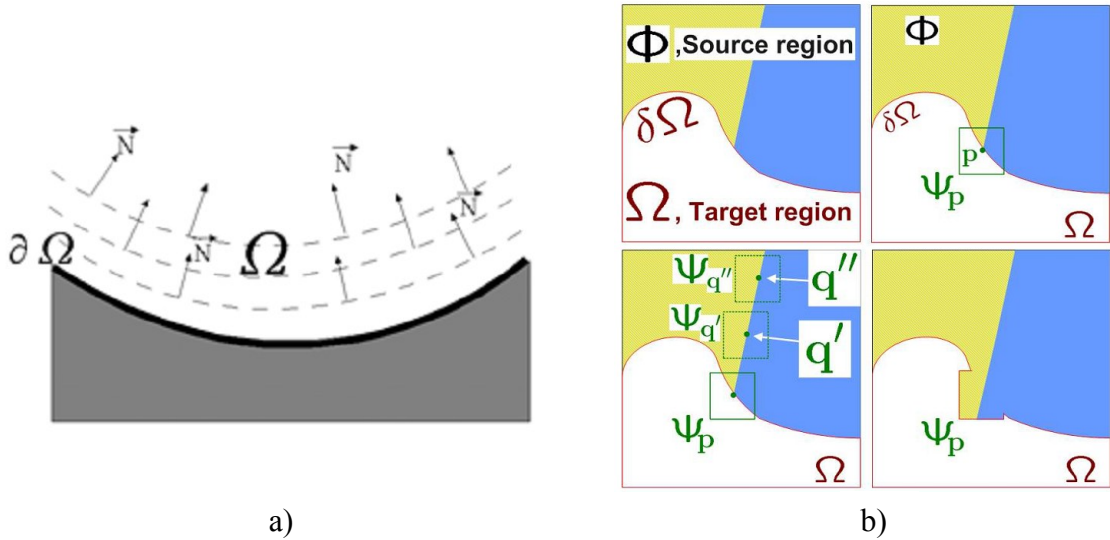 N⃗
N⃗
N⃗
N⃗
∂Ω
Ω
a)
Φ ,Source region
δΩ
Ω, Target region
Φ
δΩ
p
Ψp
Ω
Ψq''
q''
Ψq'
q'
Ψp
Ω
Ψp
Ω
b)